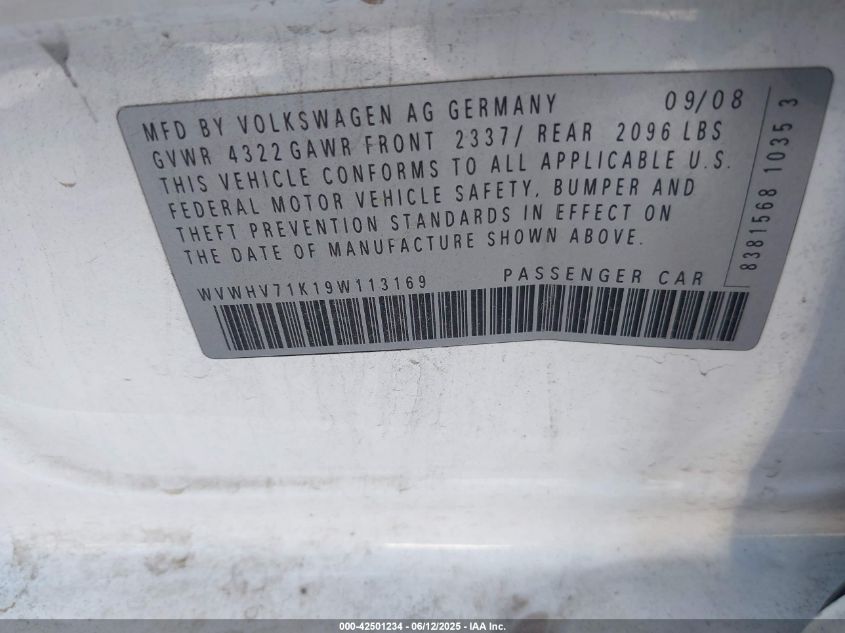 MFD BY VOLKSWAGEN AG GERMANY 09/08
GVWR 4322 GAWR FRONT 2337/ REAR 2096 LBS
THIS VEHICLE CONFORMS TO ALL APPLICABLE U.S.
FEDERAL MOTOR VEHICLE SAFETY, BUMPER AND
THEFT PREVENTION STANDARDS IN EFFECT ON
THE DATE OF MANUFACTURE SHOWN ABOVE.
WVWHV71K19W113169 PASSENGER CAR
8381568 1035 3
000-42501234 - 06/12/2025 - IAA Inc.